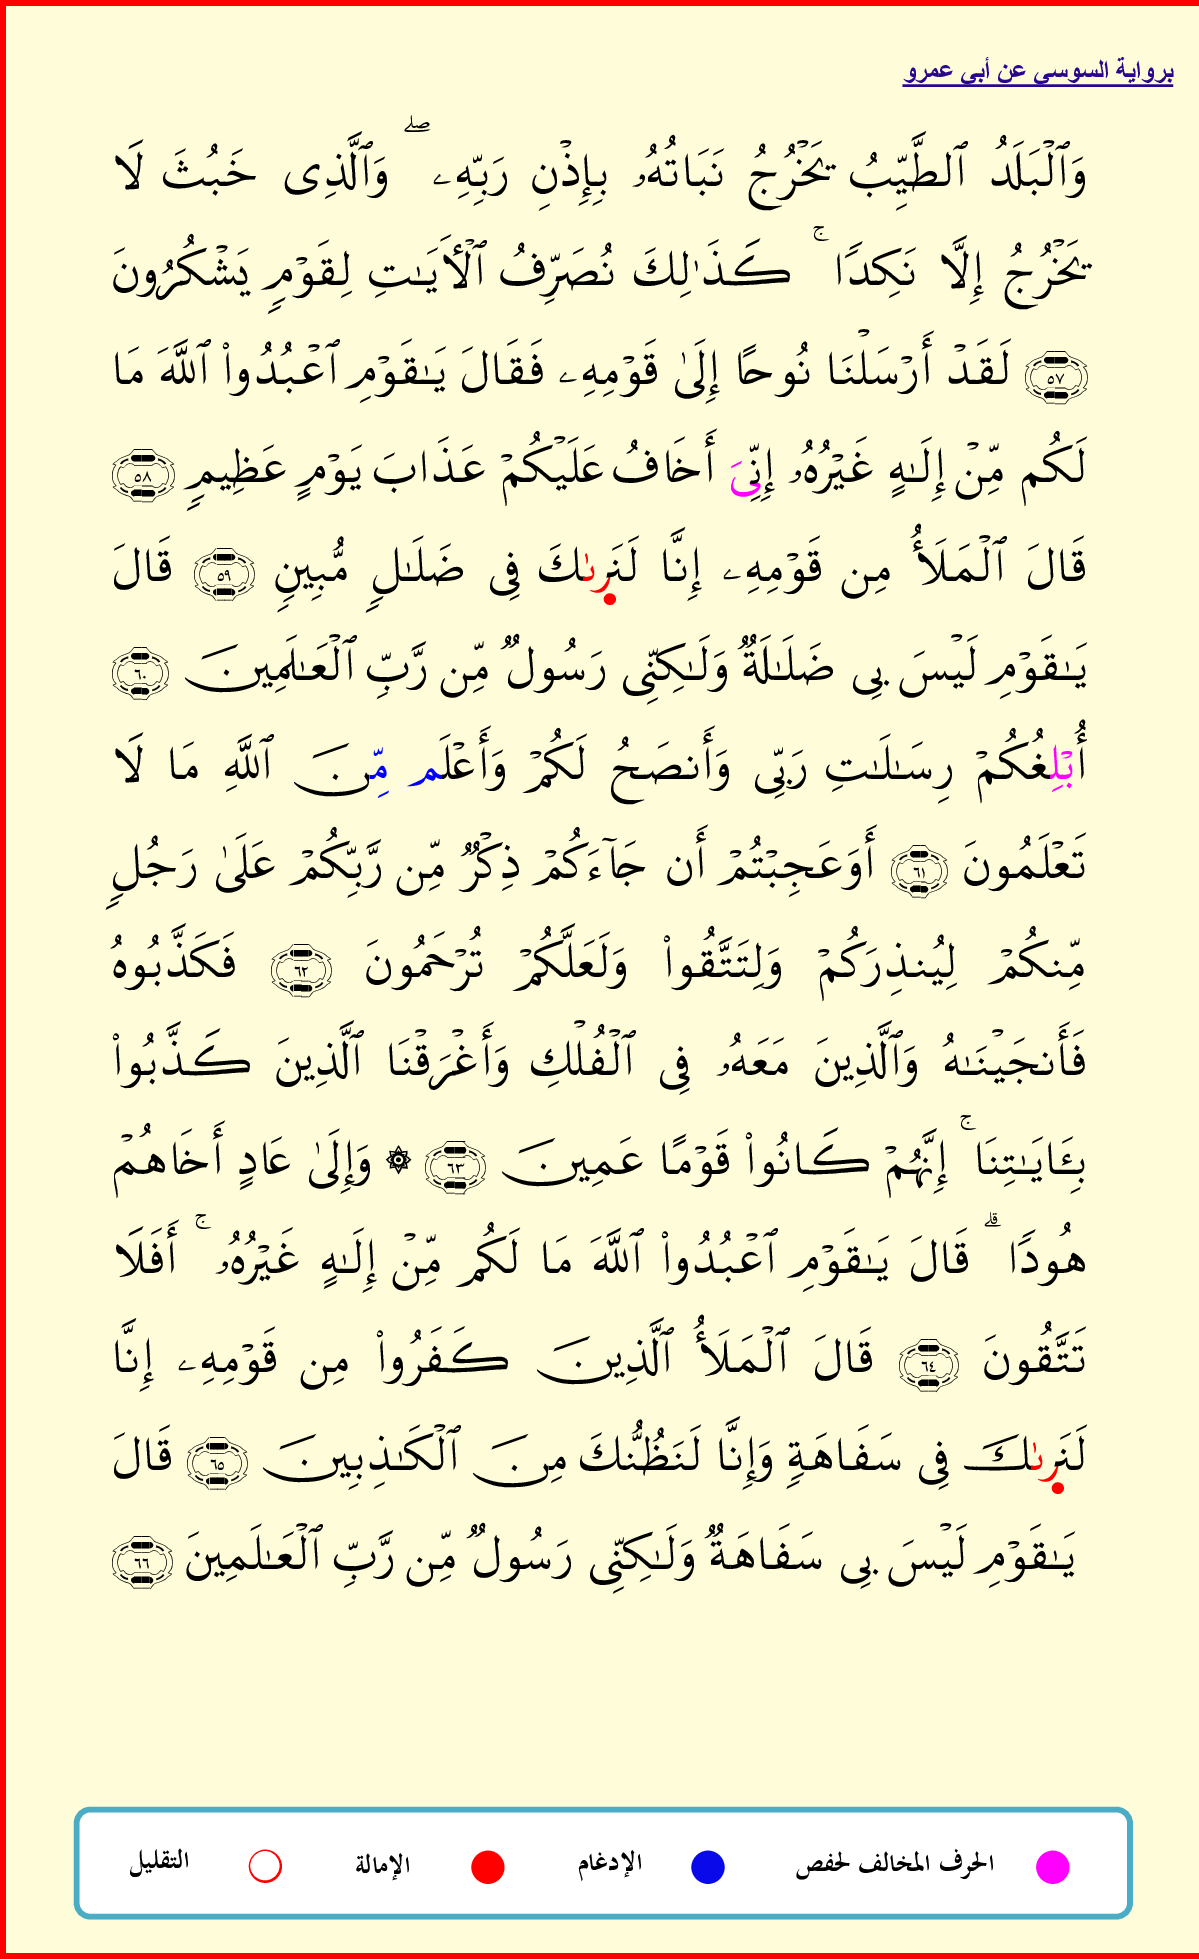 برواية السوسي عن أبي عمرو
وَٱلْبَلَدُ ٱلطَّيِّبُ يَخْرُجُ نَبَاتُهُۥ بِإِذْنِ رَبِّهِۦ ۖ وَٱلَّذِى خَبُثَ لَا
يَخْرُجُ إِلَّا نَكِدًا ۚ كَذَٰلِكَ نُصَرِّفُ ٱلْأَيَـٰتِ لِقَوْمٍ يَشْكُرُونَ
٥٧ لَقَدْ أَرْسَلْنَا نُوحًا إِلَىٰ قَوْمِهِۦ فَقَالَ يَـٰقَوْمِ ٱعْبُدُوا۟ ٱللَّهَ مَا
لَكُم مِّنْ إِلَـٰهٍ غَيْرُهُۥ إِنِّىَ أَخَافُ عَلَيْكُمْ عَذَابَ يَوْمٍ عَظِيمٍ ٥٨
قَالَ ٱلْمَلَأُ مِن قَوْمِهِۦ إِنَّا لَنَرىٰكَ فِى ضَلَـٰلٍ مُّبِينٍ ٥٩ قَالَ
يَـٰقَوْمِ لَيْسَ بِى ضَلَـٰلَةٌ وَلَـٰكِنِّى رَسُولٌ مِّن رَّبِّ ٱلْعَـٰلَمِينَ ٦٠
أُبْلِغُكُمْ رِسَـٰلَـٰتِ رَبِّى وَأَنصَحُ لَكُمْ وَأَعْلَم مِّنَ ٱللَّهِ مَا لَا
تَعْلَمُونَ ٦١ أَوَعَجِبْتُمْ أَن جَآءَكُمْ ذِكْرٌ مِّن رَّبِّكُمْ عَلَىٰ رَجُلٍ
مِّنكُمْ لِيُنذِرَكُمْ وَلِتَتَّقُوا۟ وَلَعَلَّكُمْ تُرْحَمُونَ ٦٢ فَكَذَّبُوهُ
فَأَنجَيْنَـٰهُ وَٱلَّذِينَ مَعَهُۥ فِى ٱلْفُلْكِ وَأَغْرَقْنَا ٱلَّذِينَ كَذَّبُوا۟
بِـَٔايَـٰتِنَا ۚ إِنَّهُمْ كَانُوا۟ قَوْمًا عَمِينَ ٦٣ ۞ وَإِلَىٰ عَادٍ أَخَاهُمْ
هُودًا ۗ قَالَ يَـٰقَوْمِ ٱعْبُدُوا۟ ٱللَّهَ مَا لَكُم مِّنْ إِلَـٰهٍ غَيْرُهُۥ ۚ أَفَلَا
تَتَّقُونَ ٦٤ قَالَ ٱلْمَلَأُ ٱلَّذِينَ كَفَرُوا۟ مِن قَوْمِهِۦ إِنَّا
لَنَرىٰكَ فِى سَفَاهَةٍ وَإِنَّا لَنَظُنُّكَ مِنَ ٱلْكَـٰذِبِينَ ٦٥ قَالَ
يَـٰقَوْمِ لَيْسَ بِى سَفَاهَةٌ وَلَـٰكِنِّى رَسُولٌ مِّن رَّبِّ ٱلْعَـٰلَمِينَ ٦٦
الحرف المخالف لحفص الإدغام الإمالة التقليل